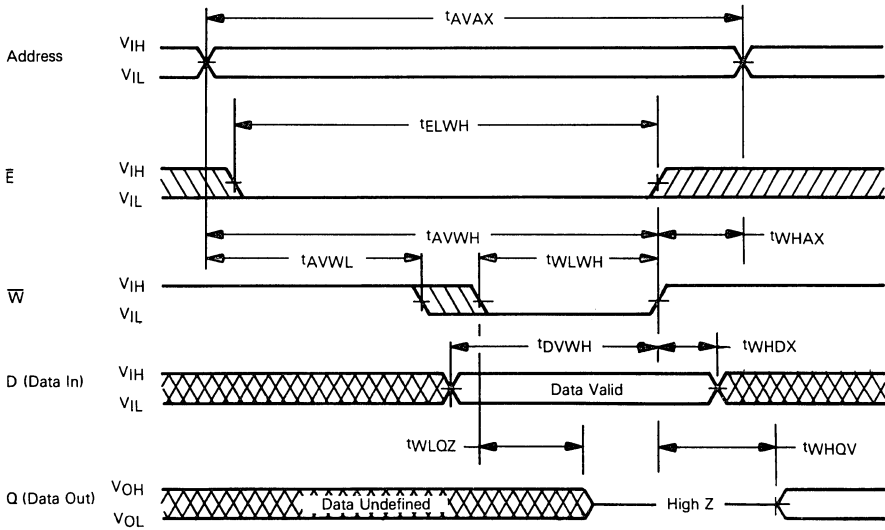 tAVAX
Address
VIH
VIL
tELWH
E̅
VIH
VIL
tAVWH
tWHAX
tAVWL
tWLWH
W̅
VIH
VIL
tDVWH
tWHDX
D (Data In)
VIH
VIL
Data Valid
tWLQZ
tWHQV
Q (Data Out)
VOH
VOL
Data Undefined
High Z